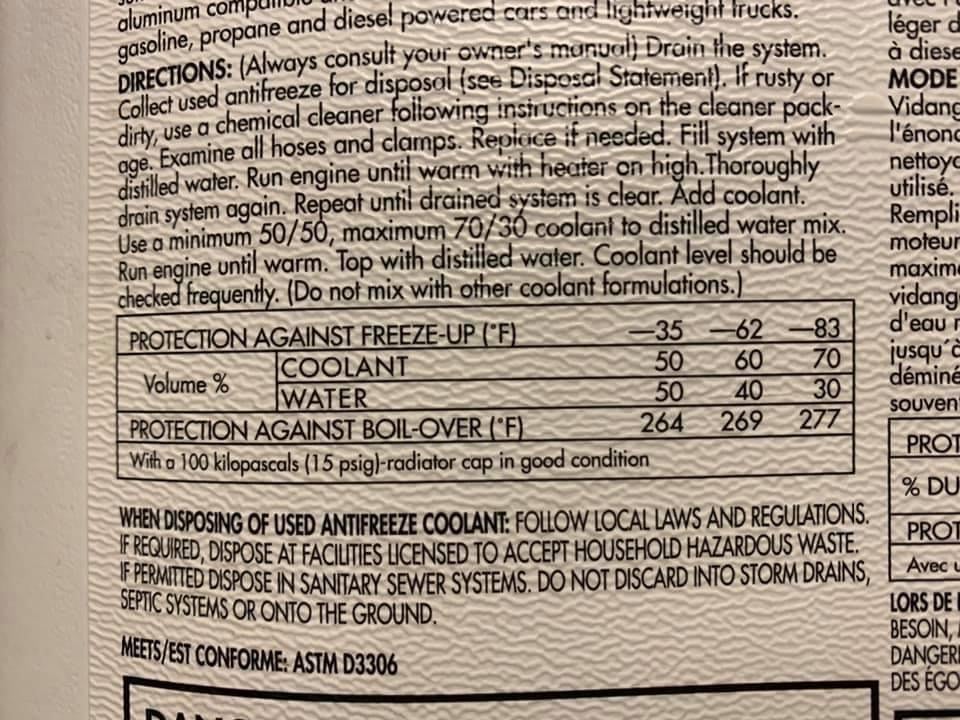 aluminum
gasoline, propane and diesel powered cars and lightweight trucks.
DIRECTIONS: (Always consult your owner's manual) Drain the system.
Collect used antifreeze for disposal (see Disposal Statement). If rusty or
dirty, use a chemical cleaner following instructions on the cleaner pack-
age. Examine all hoses and clamps. Replace if needed. Fill system with
distilled water. Run engine until warm with heater on high. Thoroughly
drain system again. Repeat until drained system is clear. Add coolant.
Use a minimum 50/50, maximum 70/30 coolant to distilled water mix.
Run engine until warm. Top with distilled water. Coolant level should be
checked frequently. (Do not mix with other coolant formulations.)
PROTECTION AGAINST FREEZE-UP (°F) —35 —62 —83
Volume % COOLANT 50 60 70
WATER 50 40 30
PROTECTION AGAINST BOIL-OVER (°F) 264 269 277
With a 100 kilopascals (15 psig)-radiator cap in good condition
WHEN DISPOSING OF USED ANTIFREEZE COOLANT: FOLLOW LOCAL LAWS AND REGULATIONS.
IF REQUIRED, DISPOSE AT FACILITIES LICENSED TO ACCEPT HOUSEHOLD HAZARDOUS WASTE.
IF PERMITTED DISPOSE IN SANITARY SEWER SYSTEMS. DO NOT DISCARD INTO STORM DRAINS,
SEPTIC SYSTEMS OR ONTO THE GROUND.
MEETS/EST CONFORME: ASTM D3306
léger d
à diese
MODE
Vidang
l'énonc
nettoya
utilisé.
Rempli
moteur
maxim
vidang
d'eau
jusqu'à
déminé
souven
PROT
% DU
PROT
Avec
LORS DE
BESOIN,
DANGER
DES ÉGO